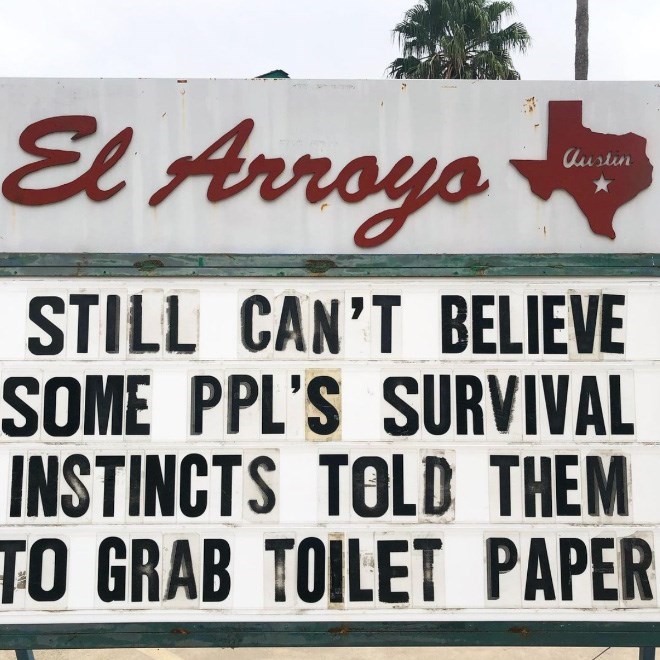 El Arroyo
Austin
STILL CAN'T BELIEVE
SOME PPL'S SURVIVAL
INSTINCTS TOLD THEM
TO GRAB TOILET PAPER